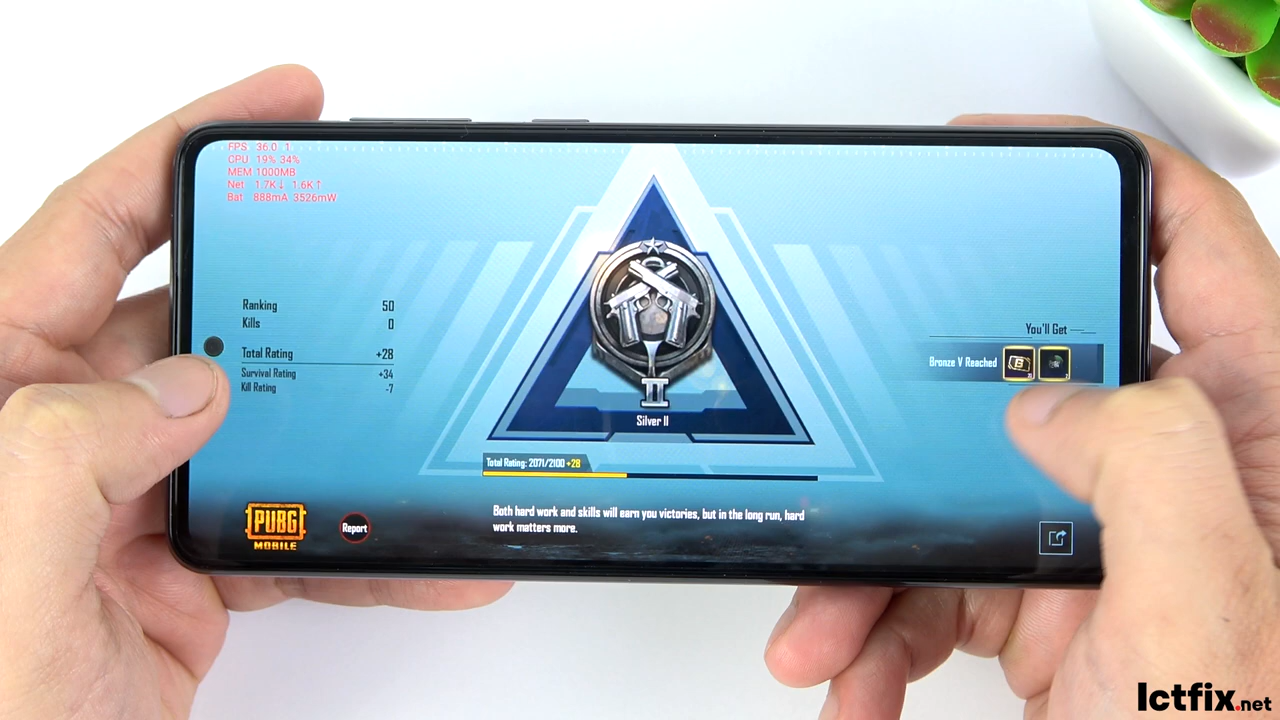 FPS 36.0 1.
CPU 19% 34%
MEM 1000MB
Net 1.7K↓ 1.6K↑
Bat 888mA 3526mW
Ranking 50
Kills 0
Total Rating +28
Survival Rating +34
Kill Rating -7
II
Silver II
Total Rating: 2071/2100 +28
Both hard work and skills will earn you victories, but in the long run, hard
work matters more.
You'll Get
Bronze V Reached
PUBG
MOBILE
Report
Ictfix.net